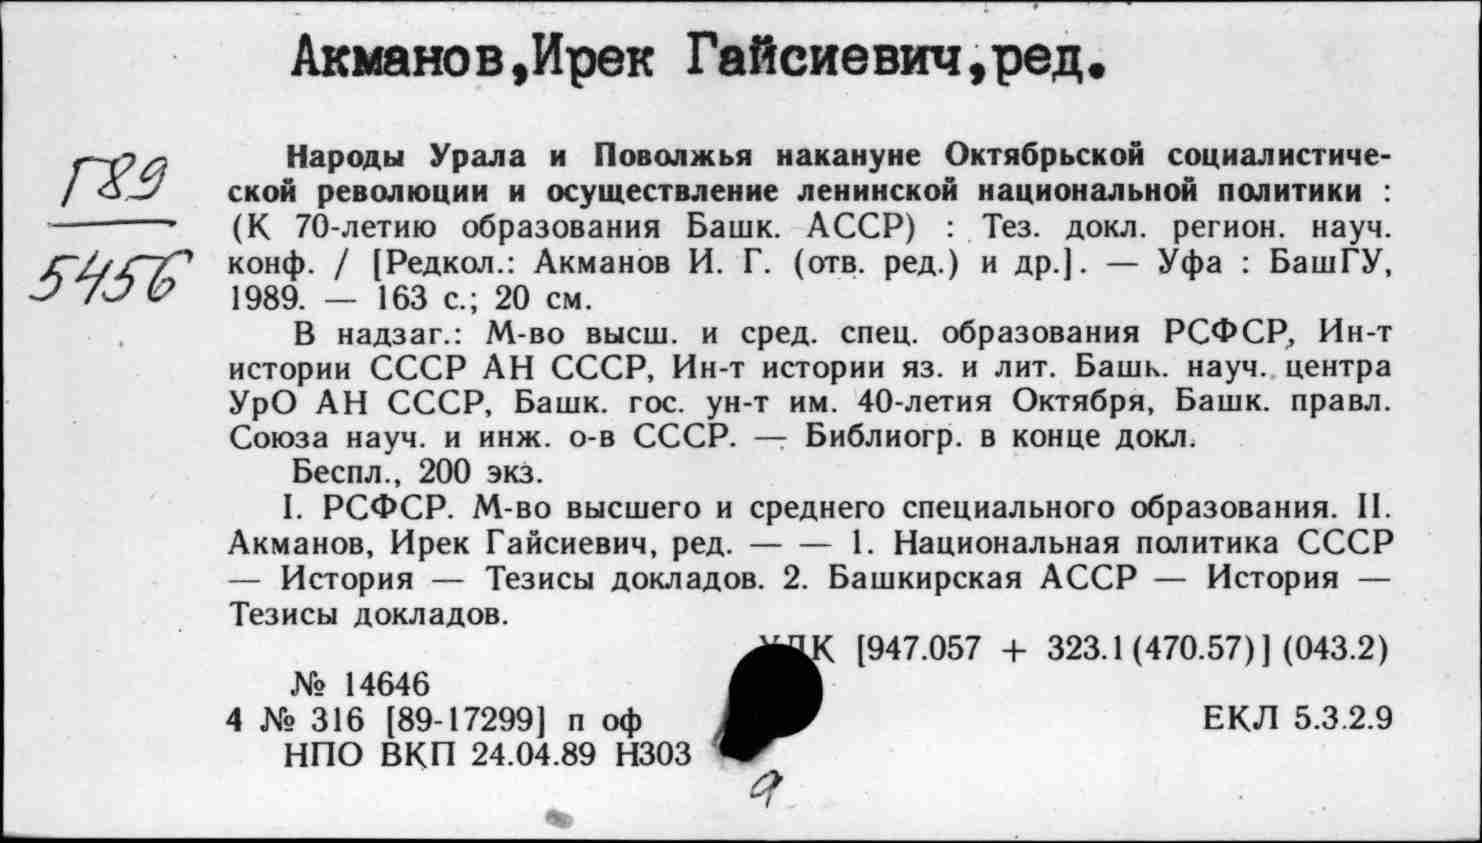 Акманов,Ирек Гайсиевич,ред.
Г89
5456
Народы Урала и Поволжья накануне Октябрьской социалистиче-
ской революции и осуществление ленинской национальной политики :
(К 70-летию образования Башк. АССР) : Тез. докл. регион. науч.
конф. / [Редкол.: Акманов И. Г. (отв. ред.) и др.]. — Уфа : БашГУ,
1989. — 163 с.; 20 см.
В надзаг.: М-во высш. и сред. спец. образования РСФСР, Ин-т
истории СССР АН СССР, Ин-т истории яз. и лит. Башк. науч. центра
УрО АН СССР, Башк. гос. ун-т им. 40-летия Октября, Башк. правл.
Союза науч. и инж. о-в СССР. — Библиогр. в конце докл.
Беспл., 200 экз.
I. РСФСР. М-во высшего и среднего специального образования. II.
Акманов, Ирек Гайсиевич, ред. — — 1. Национальная политика СССР
— История — Тезисы докладов. 2. Башкирская АССР — История —
Тезисы докладов.
УДК [947.057 + 323.1(470.57)] (043.2)
№ 14646
4 № 316 [89-17299] п оф
ЕКЛ 5.3.2.9
НПО ВКП 24.04.89 Н303
9